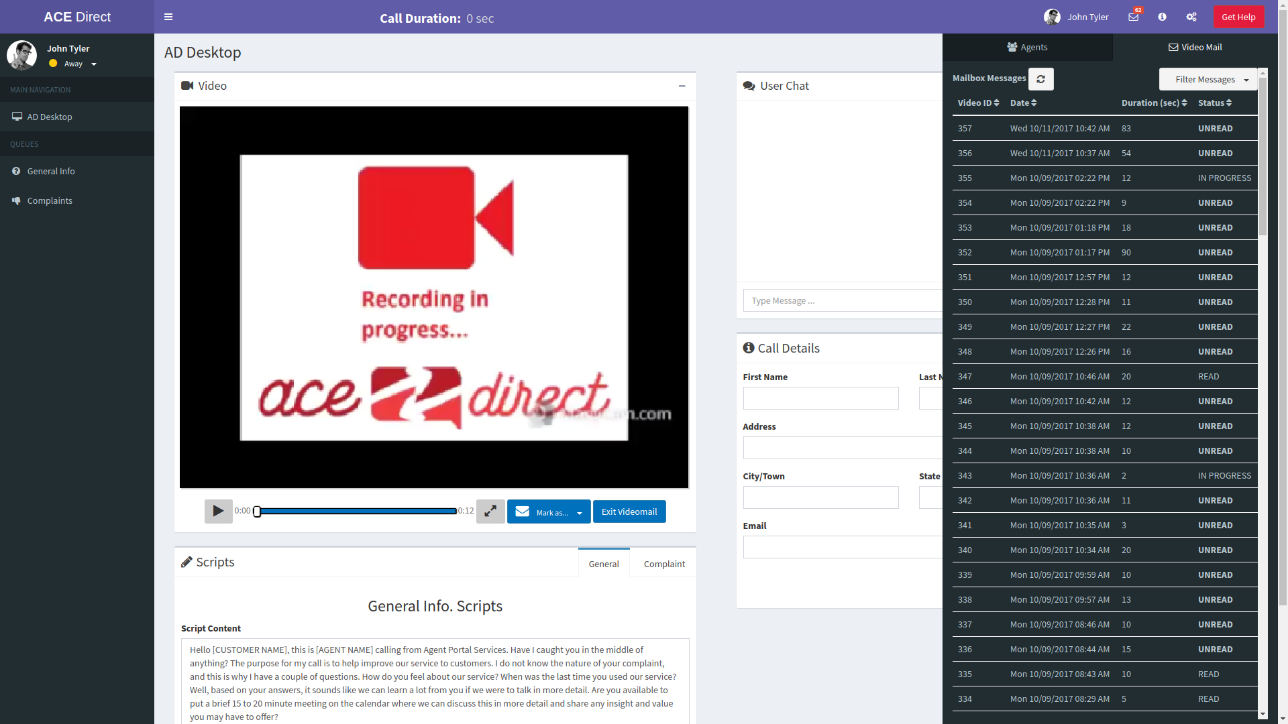 ACE Direct
Call Duration: 0 sec
62
John Tyler
Get Help
John Tyler
Away
MAIN NAVIGATION
AD Desktop
QUEUES
General Info
Complaints
AD Desktop
Video
Recording in
progress...
ace direct
.com
0:00
0:12
Mark as...
Exit Videomail
Scripts
General
Complaint
General Info. Scripts
Script Content
Hello [CUSTOMER NAME], this is [AGENT NAME] calling from Agent Portal Services. Have I caught you in the middle of
anything? The purpose for my call is to help improve our service to customers. I do not know the nature of your complaint,
and this is why I have a couple of questions. How do you feel about our service? When was the last time you used our service?
Well, based on your answers, it sounds like we can learn a lot from you if we were to talk in more detail. Are you available to
put a brief 15 to 20 minute meeting on the calendar where we can discuss this in more detail and share any insight and value
you may have to offer?
User Chat
Type Message ...
Call Details
First Name
Last N
Address
City/Town
State
Email
Agents
Video Mail
Mailbox Messages
Filter Messages
Video ID Date Duration (sec) Status
357 Wed 10/11/2017 10:42 AM 83 UNREAD
356 Wed 10/11/2017 10:37 AM 54 UNREAD
355 Mon 10/09/2017 02:22 PM 12 IN PROGRESS
354 Mon 10/09/2017 02:22 PM 9 UNREAD
353 Mon 10/09/2017 01:18 PM 18 UNREAD
352 Mon 10/09/2017 01:17 PM 90 UNREAD
351 Mon 10/09/2017 12:57 PM 12 UNREAD
350 Mon 10/09/2017 12:28 PM 11 UNREAD
349 Mon 10/09/2017 12:27 PM 22 UNREAD
348 Mon 10/09/2017 12:26 PM 16 UNREAD
347 Mon 10/09/2017 10:46 AM 20 READ
346 Mon 10/09/2017 10:42 AM 12 UNREAD
345 Mon 10/09/2017 10:38 AM 12 UNREAD
344 Mon 10/09/2017 10:38 AM 10 UNREAD
343 Mon 10/09/2017 10:36 AM 2 IN PROGRESS
342 Mon 10/09/2017 10:36 AM 11 UNREAD
341 Mon 10/09/2017 10:35 AM 3 UNREAD
340 Mon 10/09/2017 10:34 AM 20 UNREAD
339 Mon 10/09/2017 09:59 AM 10 UNREAD
338 Mon 10/09/2017 09:57 AM 13 UNREAD
337 Mon 10/09/2017 08:46 AM 10 UNREAD
336 Mon 10/09/2017 08:44 AM 15 UNREAD
335 Mon 10/09/2017 08:43 AM 10 READ
334 Mon 10/09/2017 08:29 AM 5 READ